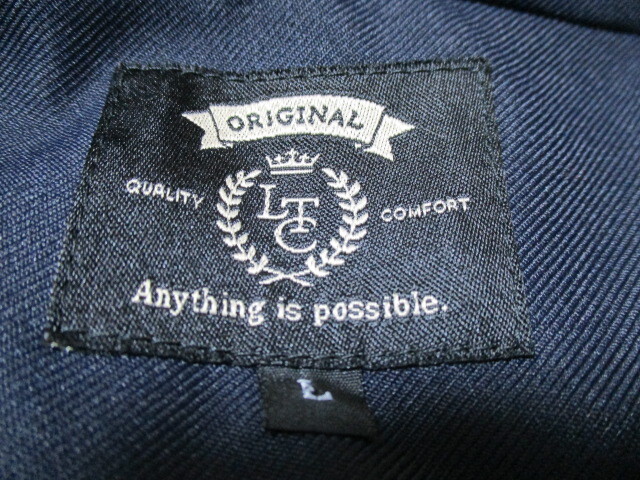 ORIGINAL
QUALITY LTC COMFORT
Anything is possible.
L